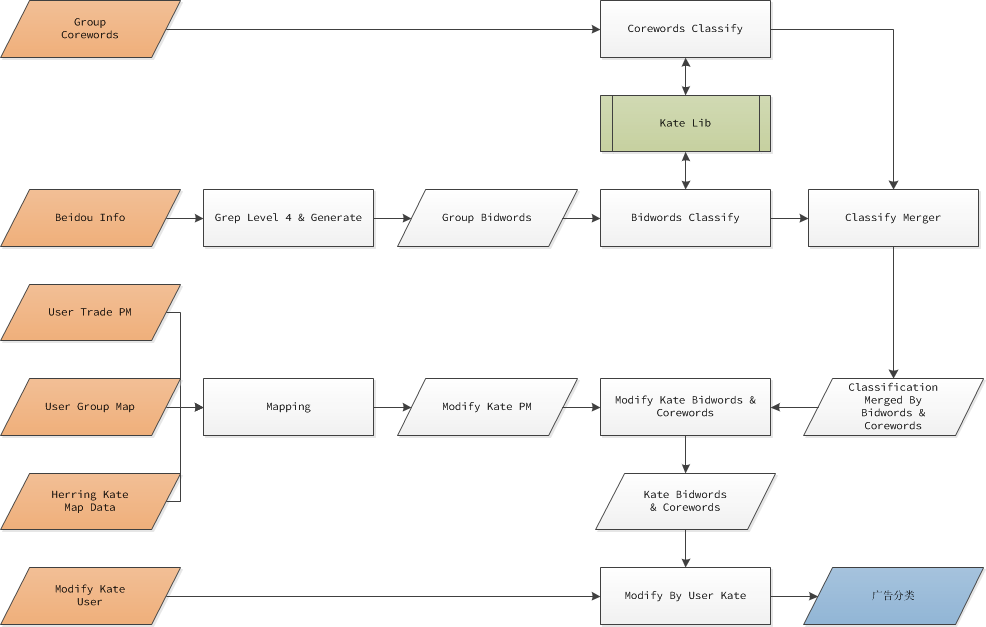 Group
Corewords
Corewords Classify
Kate Lib
Beidou Info
Grep Level 4 & Generate
Group Bidwords
Bidwords Classify
Classify Merger
User Trade PM
User Group Map
Mapping
Modify Kate PM
Modify Kate Bidwords &
Corewords
Classification
Merged By
Bidwords &
Corewords
Herring Kate
Map Data
Kate Bidwords
& Corewords
Modify Kate
User
Modify By User Kate
广告分类